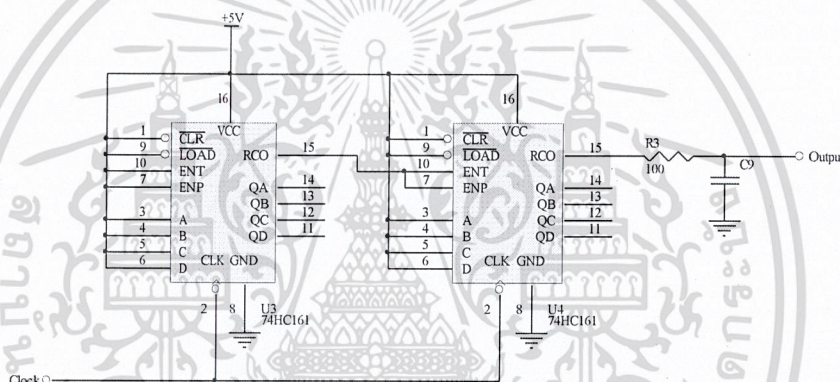 +5V
16
VCC
1
CLR
9
LOAD
10
ENT
7
ENP
3
A
4
B
5
C
6
D
RCO
15
QA
14
QB
13
QC
12
QD
11
CLK GND
2
8
U3
74HC161
16
VCC
1
CLR
9
LOAD
10
ENT
7
ENP
3
A
4
B
5
C
6
D
RCO
15
QA
14
QB
13
QC
12
QD
11
CLK GND
2
8
U4
74HC161
R3
100
C9
Outpu
Clock